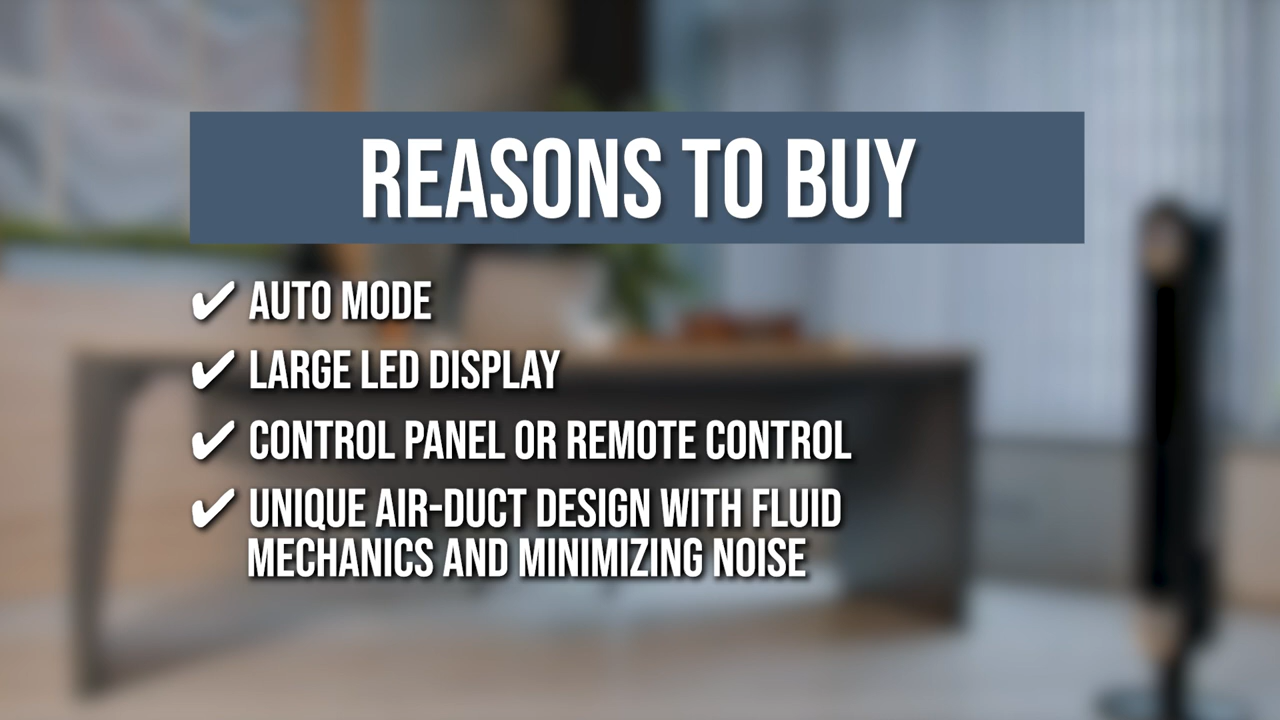 REASONS TO BUY
✔ AUTO MODE
✔ LARGE LED DISPLAY
✔ CONTROL PANEL OR REMOTE CONTROL
✔ UNIQUE AIR-DUCT DESIGN WITH FLUID
MECHANICS AND MINIMIZING NOISE